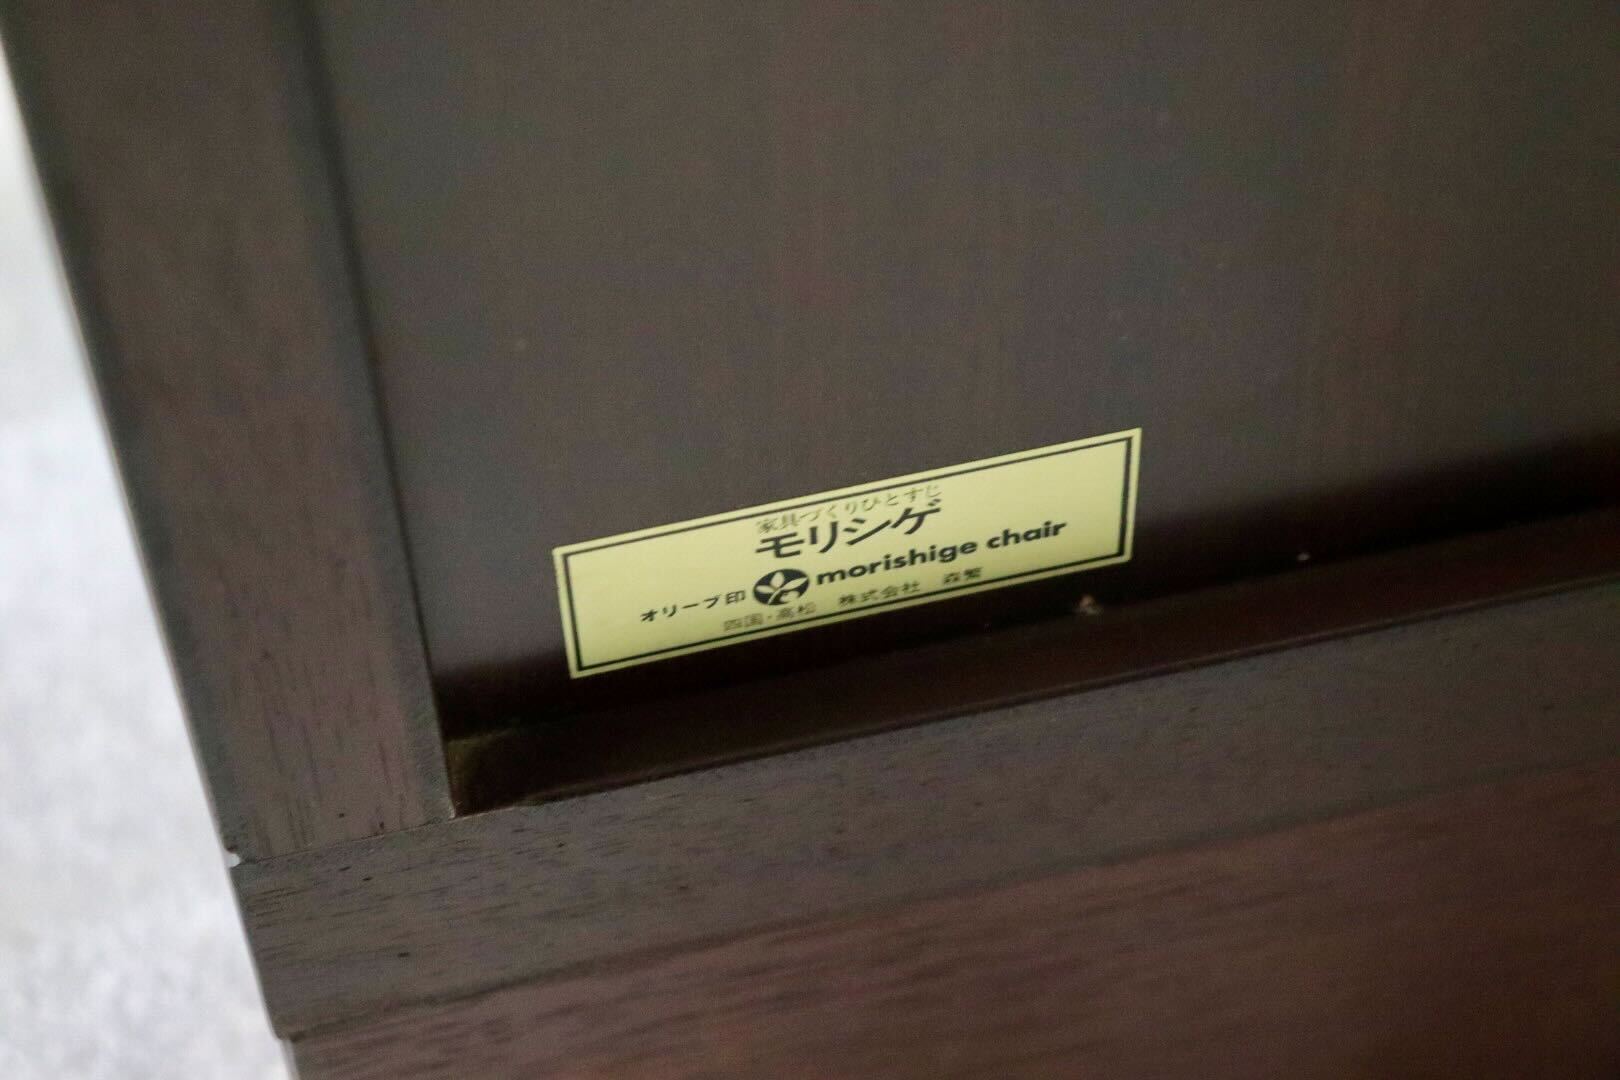 家具づくりひとすじ
モリシゲ
オリーブ印 morishige chair
四国・高松 株式会社 森繁